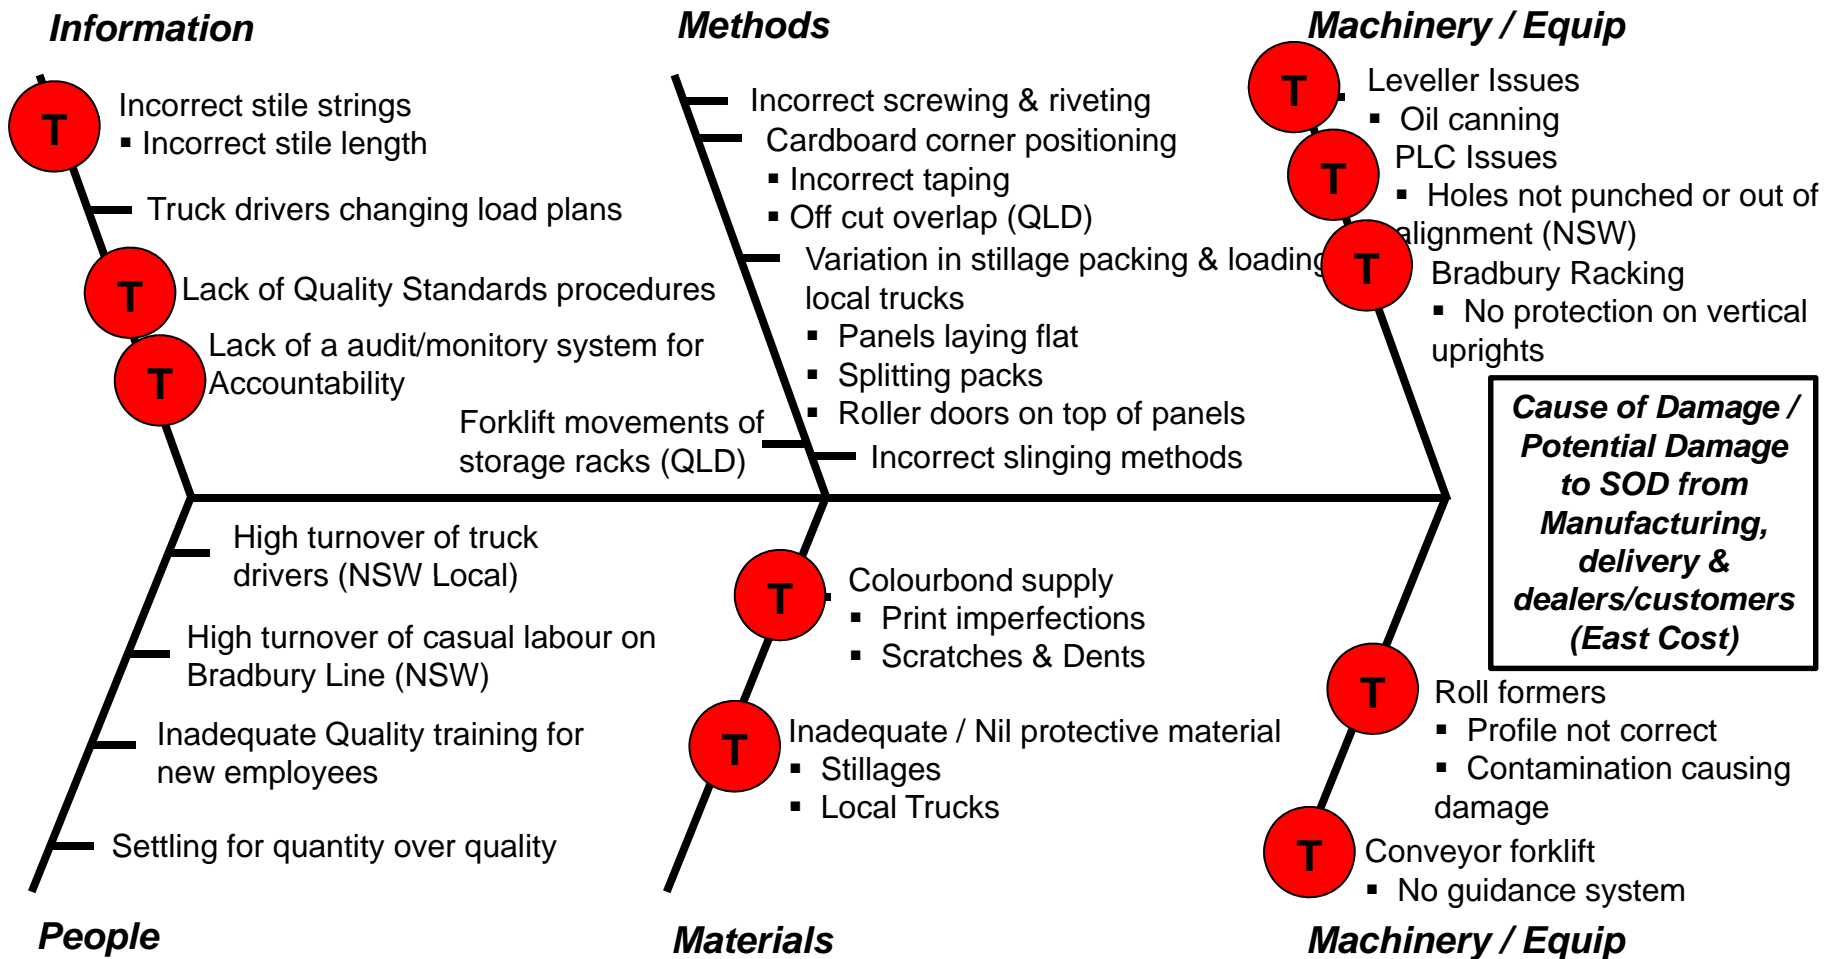 Information
T
Incorrect stile strings
▪ Incorrect stile length
Truck drivers changing load plans
T
Lack of Quality Standards procedures
T
Lack of a audit/monitory system for
Accountability
Methods
Incorrect screwing & riveting
Cardboard corner positioning
▪ Incorrect taping
▪ Off cut overlap (QLD)
Variation in stillage packing & loading
local trucks
▪ Panels laying flat
▪ Splitting packs
▪ Roller doors on top of panels
Forklift movements of
storage racks (QLD)
Incorrect slinging methods
Machinery / Equip
T
Leveller Issues
▪ Oil canning
T
PLC Issues
▪ Holes not punched or out of
alignment (NSW)
T
Bradbury Racking
▪ No protection on vertical
uprights
Cause of Damage /
Potential Damage
to SOD from
Manufacturing,
delivery &
dealers/customers
(East Cost)
High turnover of truck
drivers (NSW Local)
High turnover of casual labour on
Bradbury Line (NSW)
Inadequate Quality training for
new employees
Settling for quantity over quality
People
T
Colourbond supply
▪ Print imperfections
▪ Scratches & Dents
T
Inadequate / Nil protective material
▪ Stillages
▪ Local Trucks
Materials
T
Roll formers
▪ Profile not correct
▪ Contamination causing
damage
T
Conveyor forklift
▪ No guidance system
Machinery / Equip